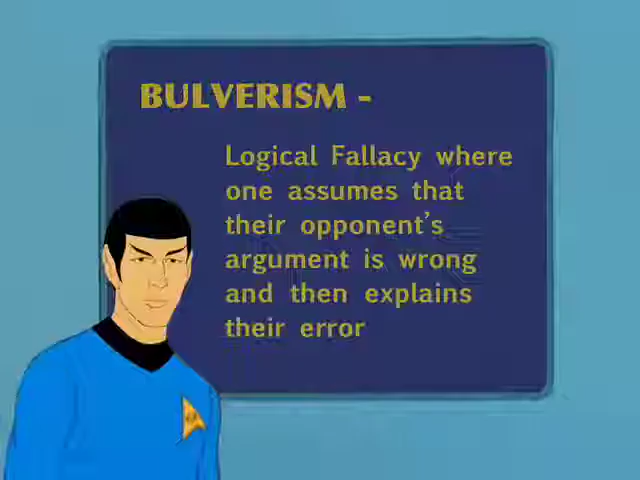 BULVERISM -
Logical Fallacy where
one assumes that
their opponent's
argument is wrong
and then explains
their error